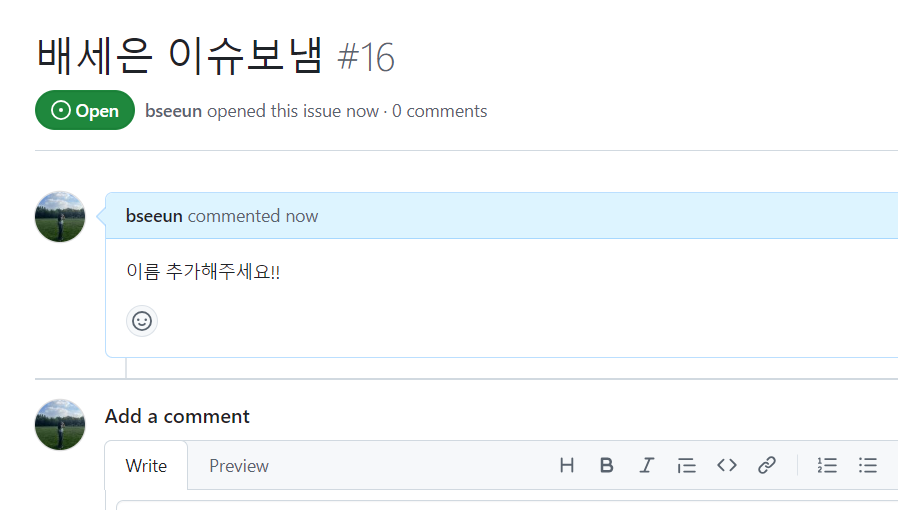 배세은 이슈보냄 #16
Open bseeun opened this issue now · 0 comments
bseeun commented now
이름 추가해주세요!!
Add a comment
Write Preview